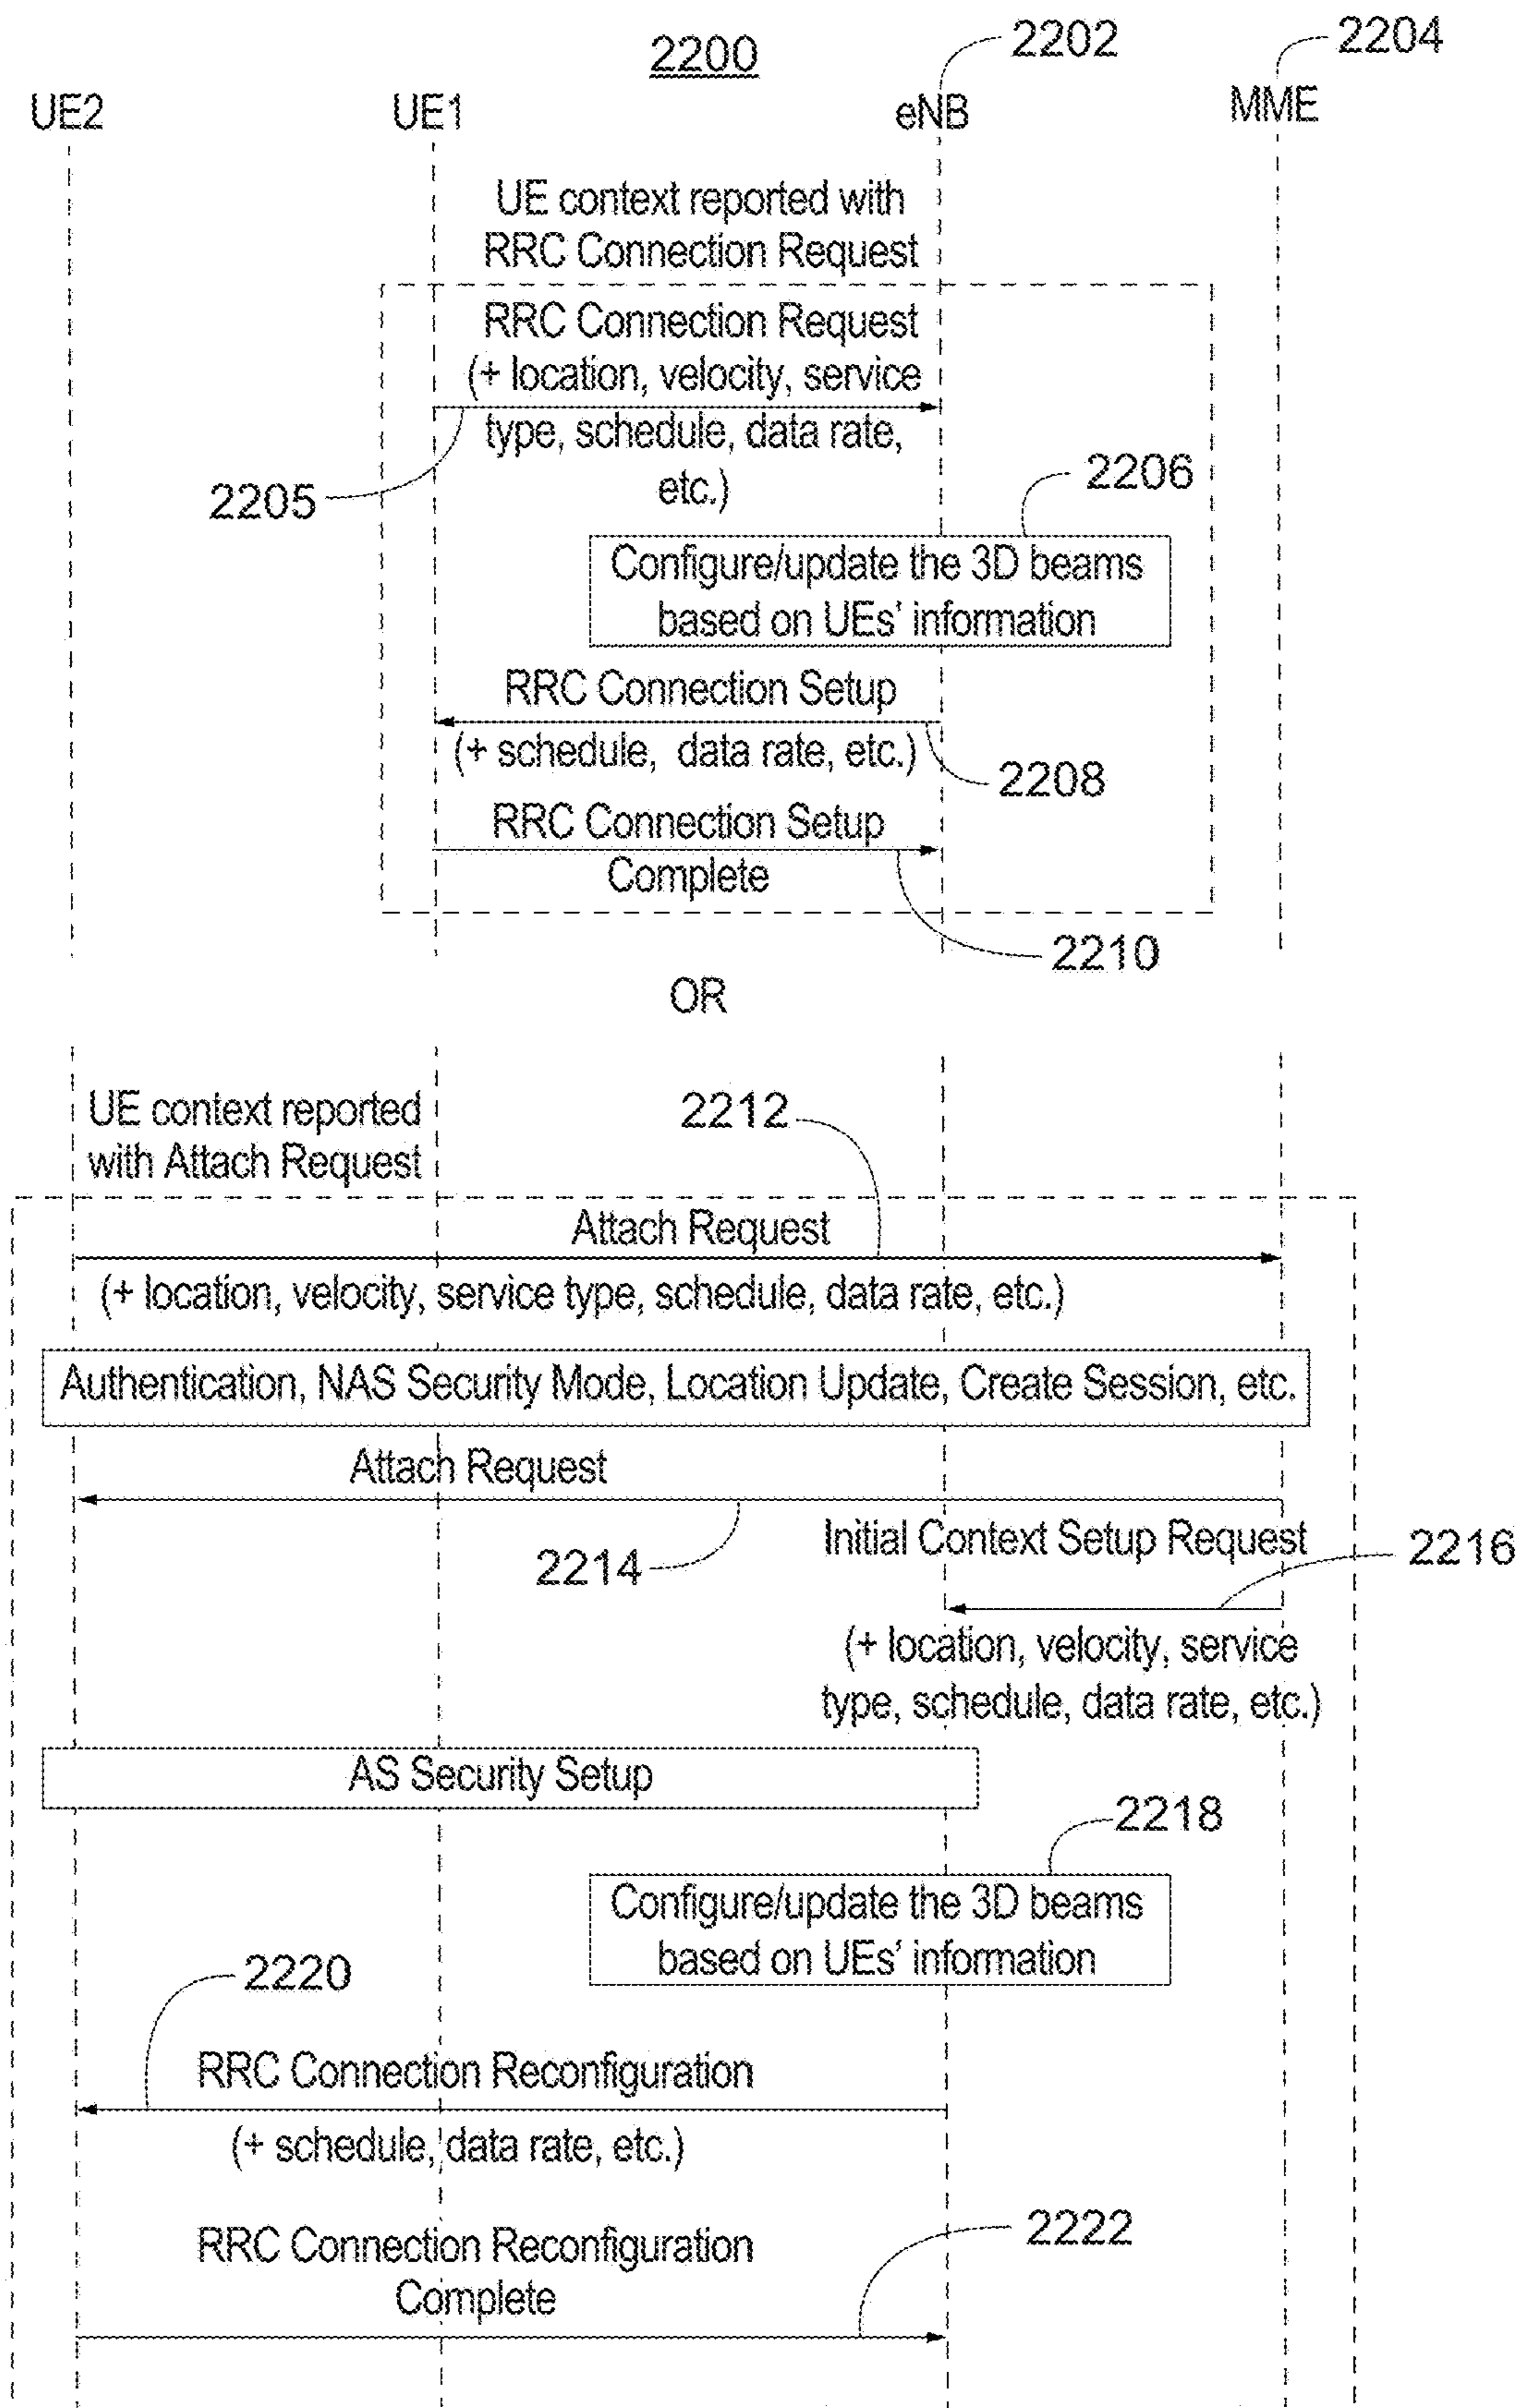 2200
2202
2204
UE2
UE1
eNB
MME
UE context reported with
RRC Connection Request
RRC Connection Request
(+ location, velocity, service
type, schedule, data rate,
etc.)
2205
2206
Configure/update the 3D beams
based on UEs' information
RRC Connection Setup
(+ schedule, data rate, etc.)
2208
RRC Connection Setup
Complete
2210
OR
UE context reported
with Attach Request
2212
Attach Request
(+ location, velocity, service type, schedule, data rate, etc.)
Authentication, NAS Security Mode, Location Update, Create Session, etc.
Attach Request
2214
Initial Context Setup Request
2216
(+ location, velocity, service
type, schedule, data rate, etc.)
AS Security Setup
2218
Configure/update the 3D beams
based on UEs' information
2220
RRC Connection Reconfiguration
(+ schedule, data rate, etc.)
RRC Connection Reconfiguration
Complete
2222